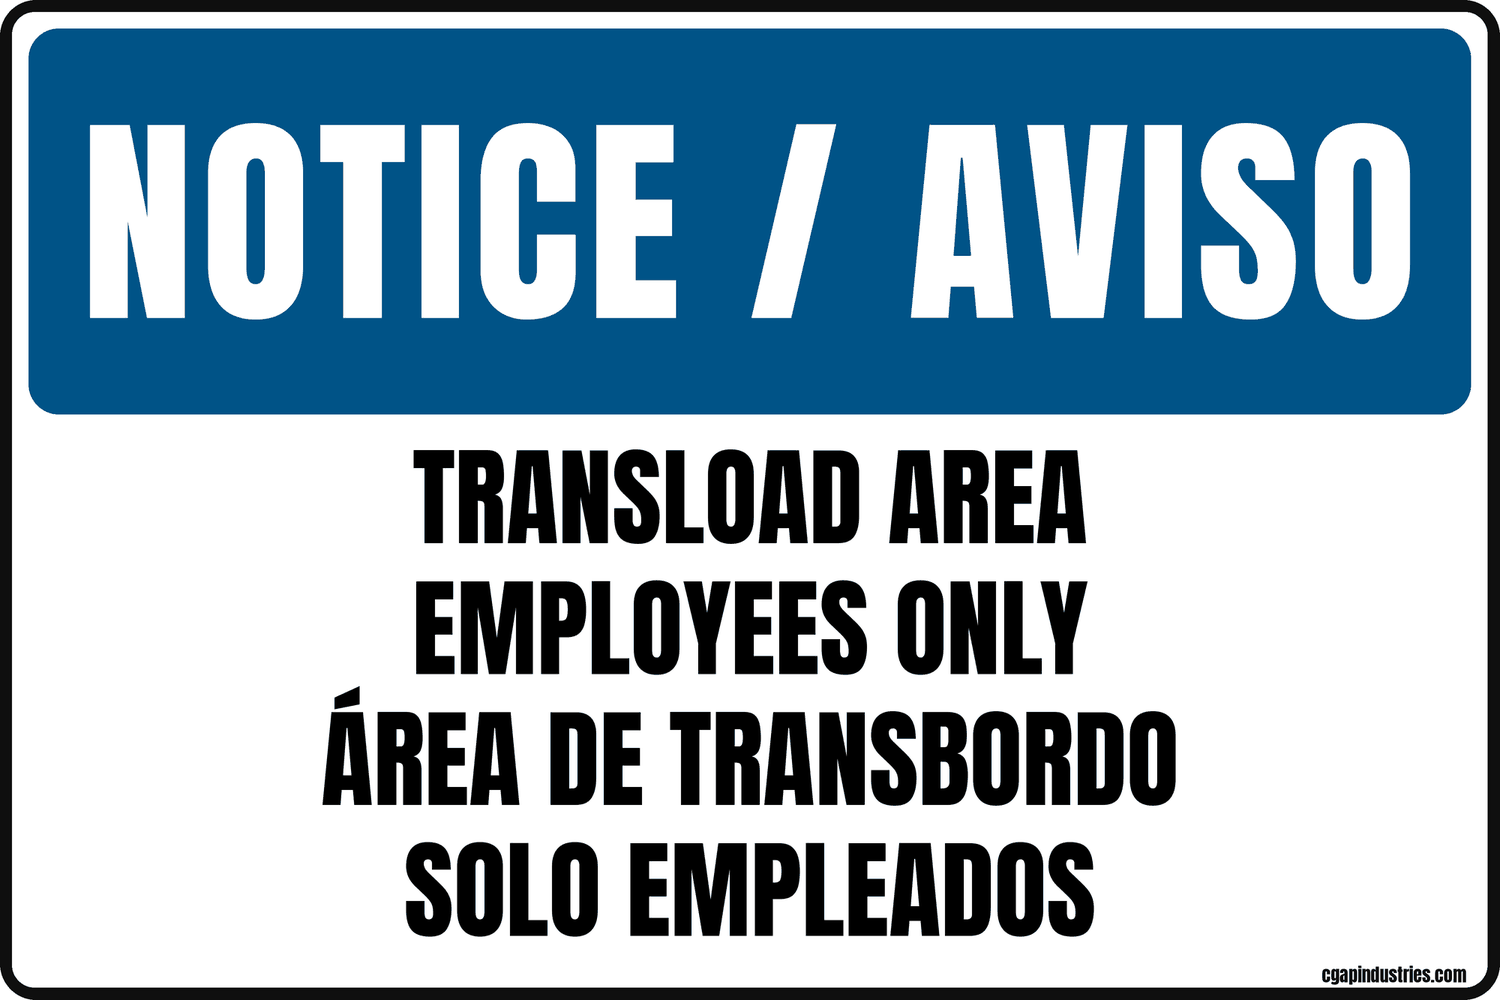 NOTICE / AVISO
TRANSLOAD AREA
EMPLOYEES ONLY
ÁREA DE TRANSBORDO
SOLO EMPLEADOS
cgapindustries.com